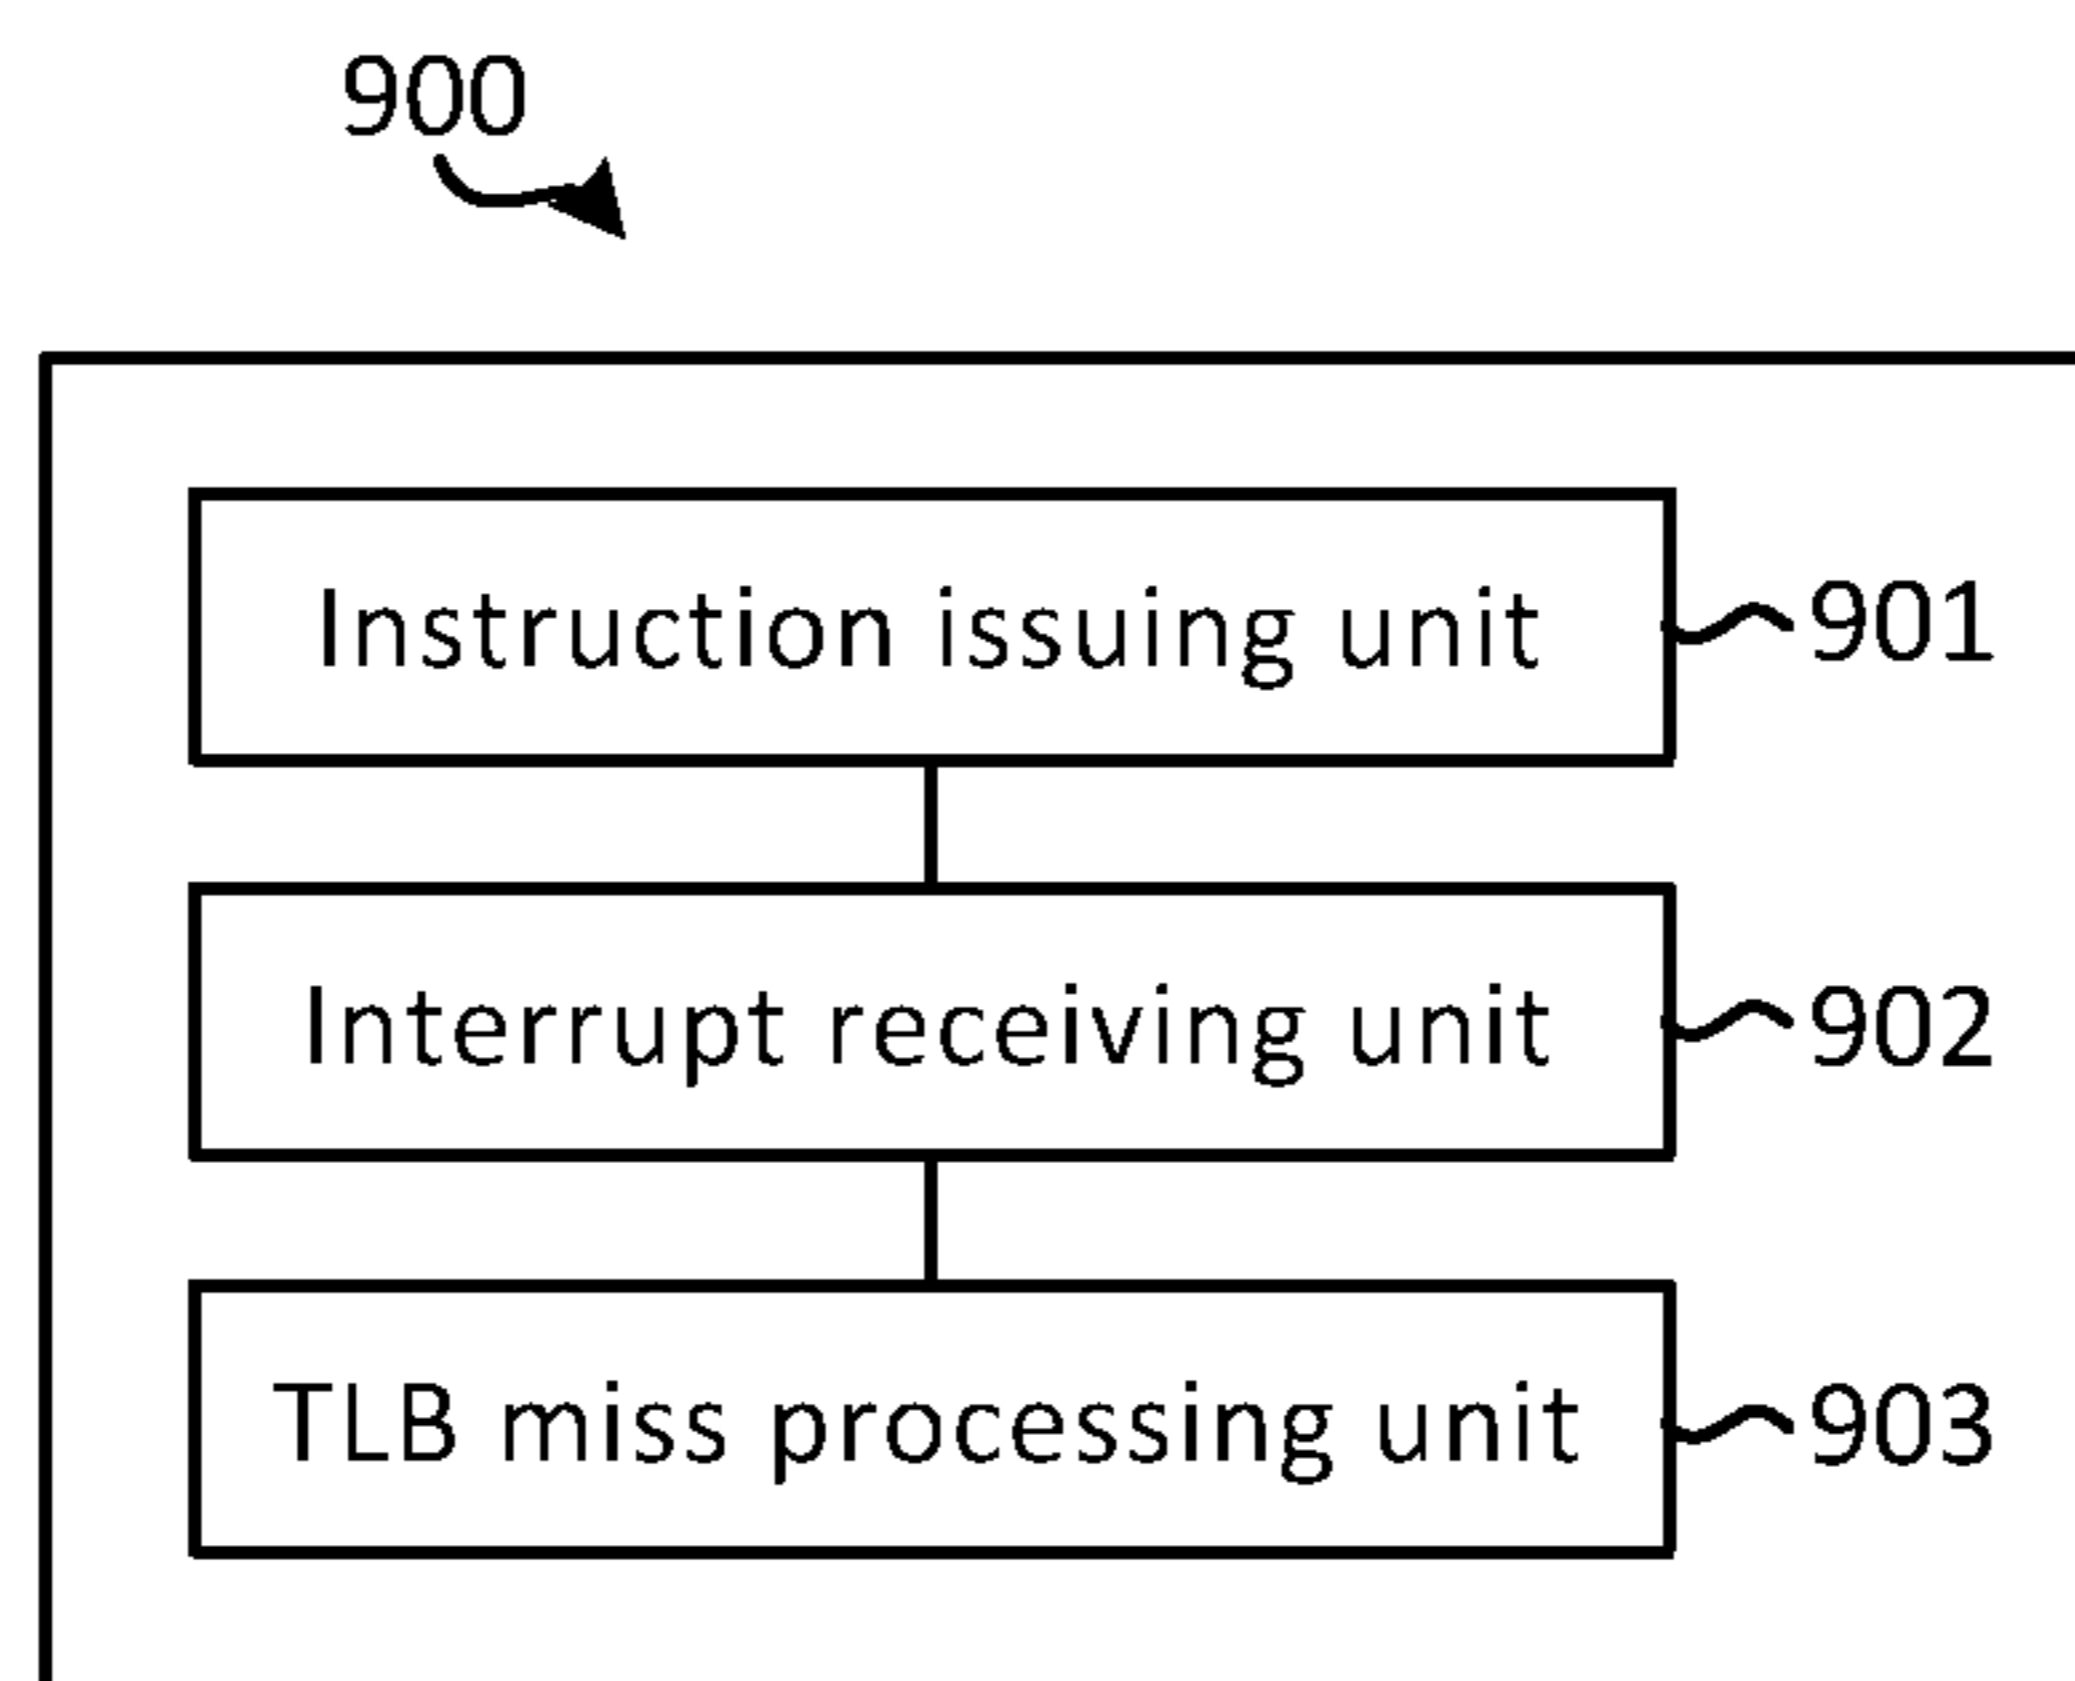 900
Instruction issuing unit 901
Interrupt receiving unit 902
TLB miss processing unit 903